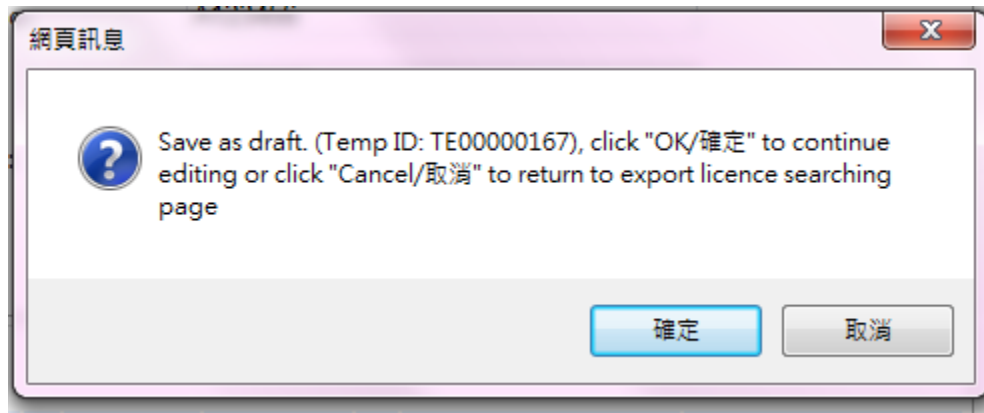 網頁訊息
Save as draft. (Temp ID: TE00000167), click "OK/確定" to continue
editing or click "Cancel/取消" to return to export licence searching
page
確定
取消